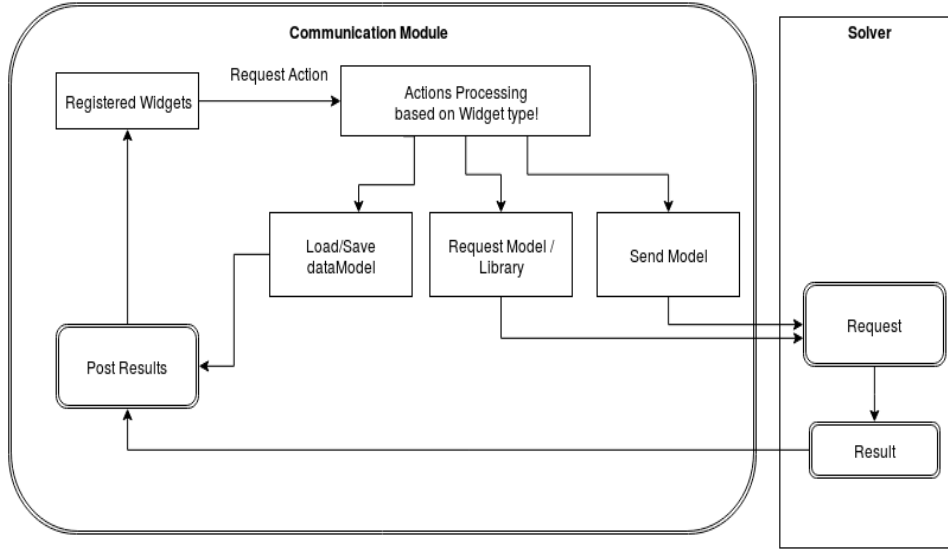 Communication Module
Solver
Request Action
Registered Widgets
Actions Processing
based on Widget type!
Load/Save
dataModel
Request Model /
Library
Send Model
Request
Post Results
Result